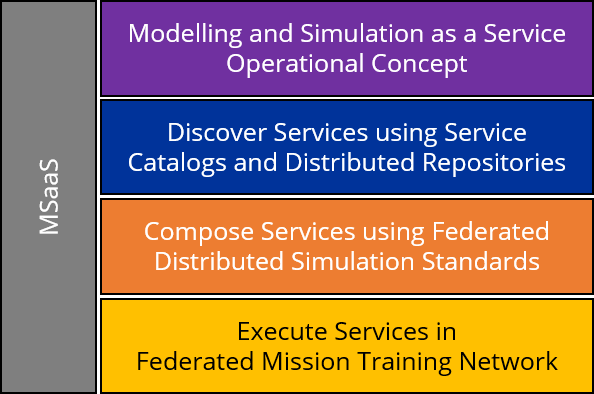 MSaaS
Modelling and Simulation as a Service
Operational Concept
Discover Services using Service
Catalogs and Distributed Repositories
Compose Services using Federated
Distributed Simulation Standards
Execute Services in
Federated Mission Training Network